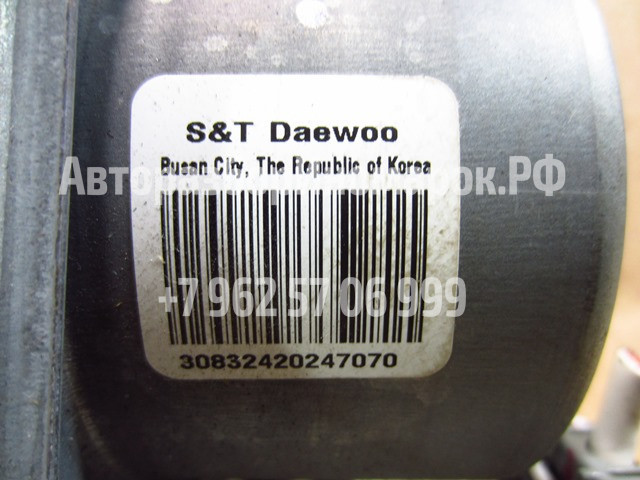 S&T Daewoo
Busan City, The Republic of Korea
+7 962 57 06 999
30832420247070